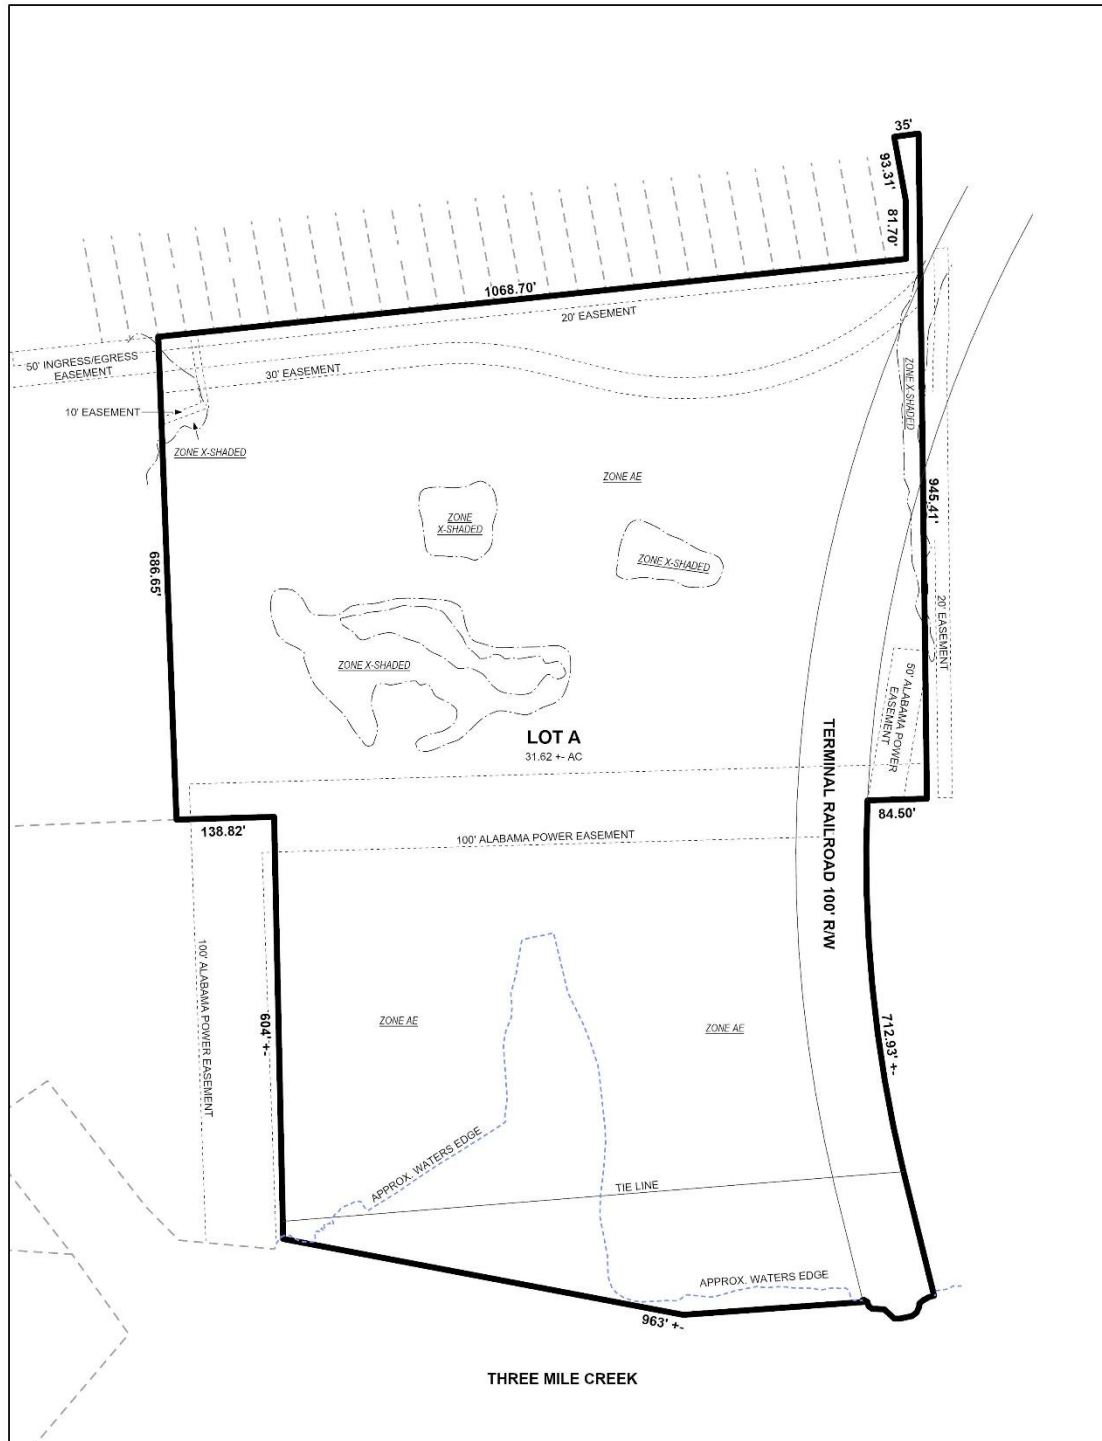 35'
93.31'
81.70'
1068.70'
20' EASEMENT
50' INGRESS/EGRESS
EASEMENT
30' EASEMENT
10' EASEMENT
ZONE X-SHADED
ZONE X-SHADED
ZONE AE
945.41'
ZONE
X-SHADED
ZONE X-SHADED
686.65'
20' EASEMENT
ZONE X-SHADED
50' ALABAMA POWER
EASEMENT
LOT A
31.62 +- AC
TERMINAL RAILROAD 100' R/W
84.50'
138.82'
100' ALABAMA POWER EASEMENT
100' ALABAMA POWER EASEMENT
604' +-
ZONE AE
ZONE AE
712.93' +-
APPROX. WATERS EDGE
TIE LINE
APPROX. WATERS EDGE
963' +-
THREE MILE CREEK